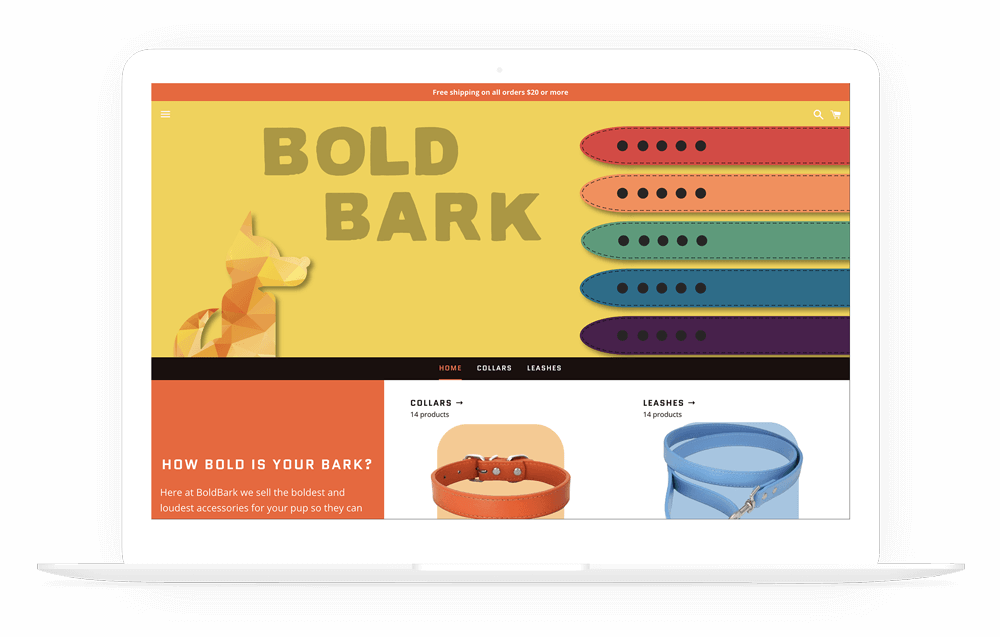 Free shipping on all orders $20 or more
BOLD
BARK
HOME COLLARS LEASHES
COLLARS →
14 products
LEASHES →
14 products
HOW BOLD IS YOUR BARK?
Here at BoldBark we sell the boldest and
loudest accessories for your pup so they can